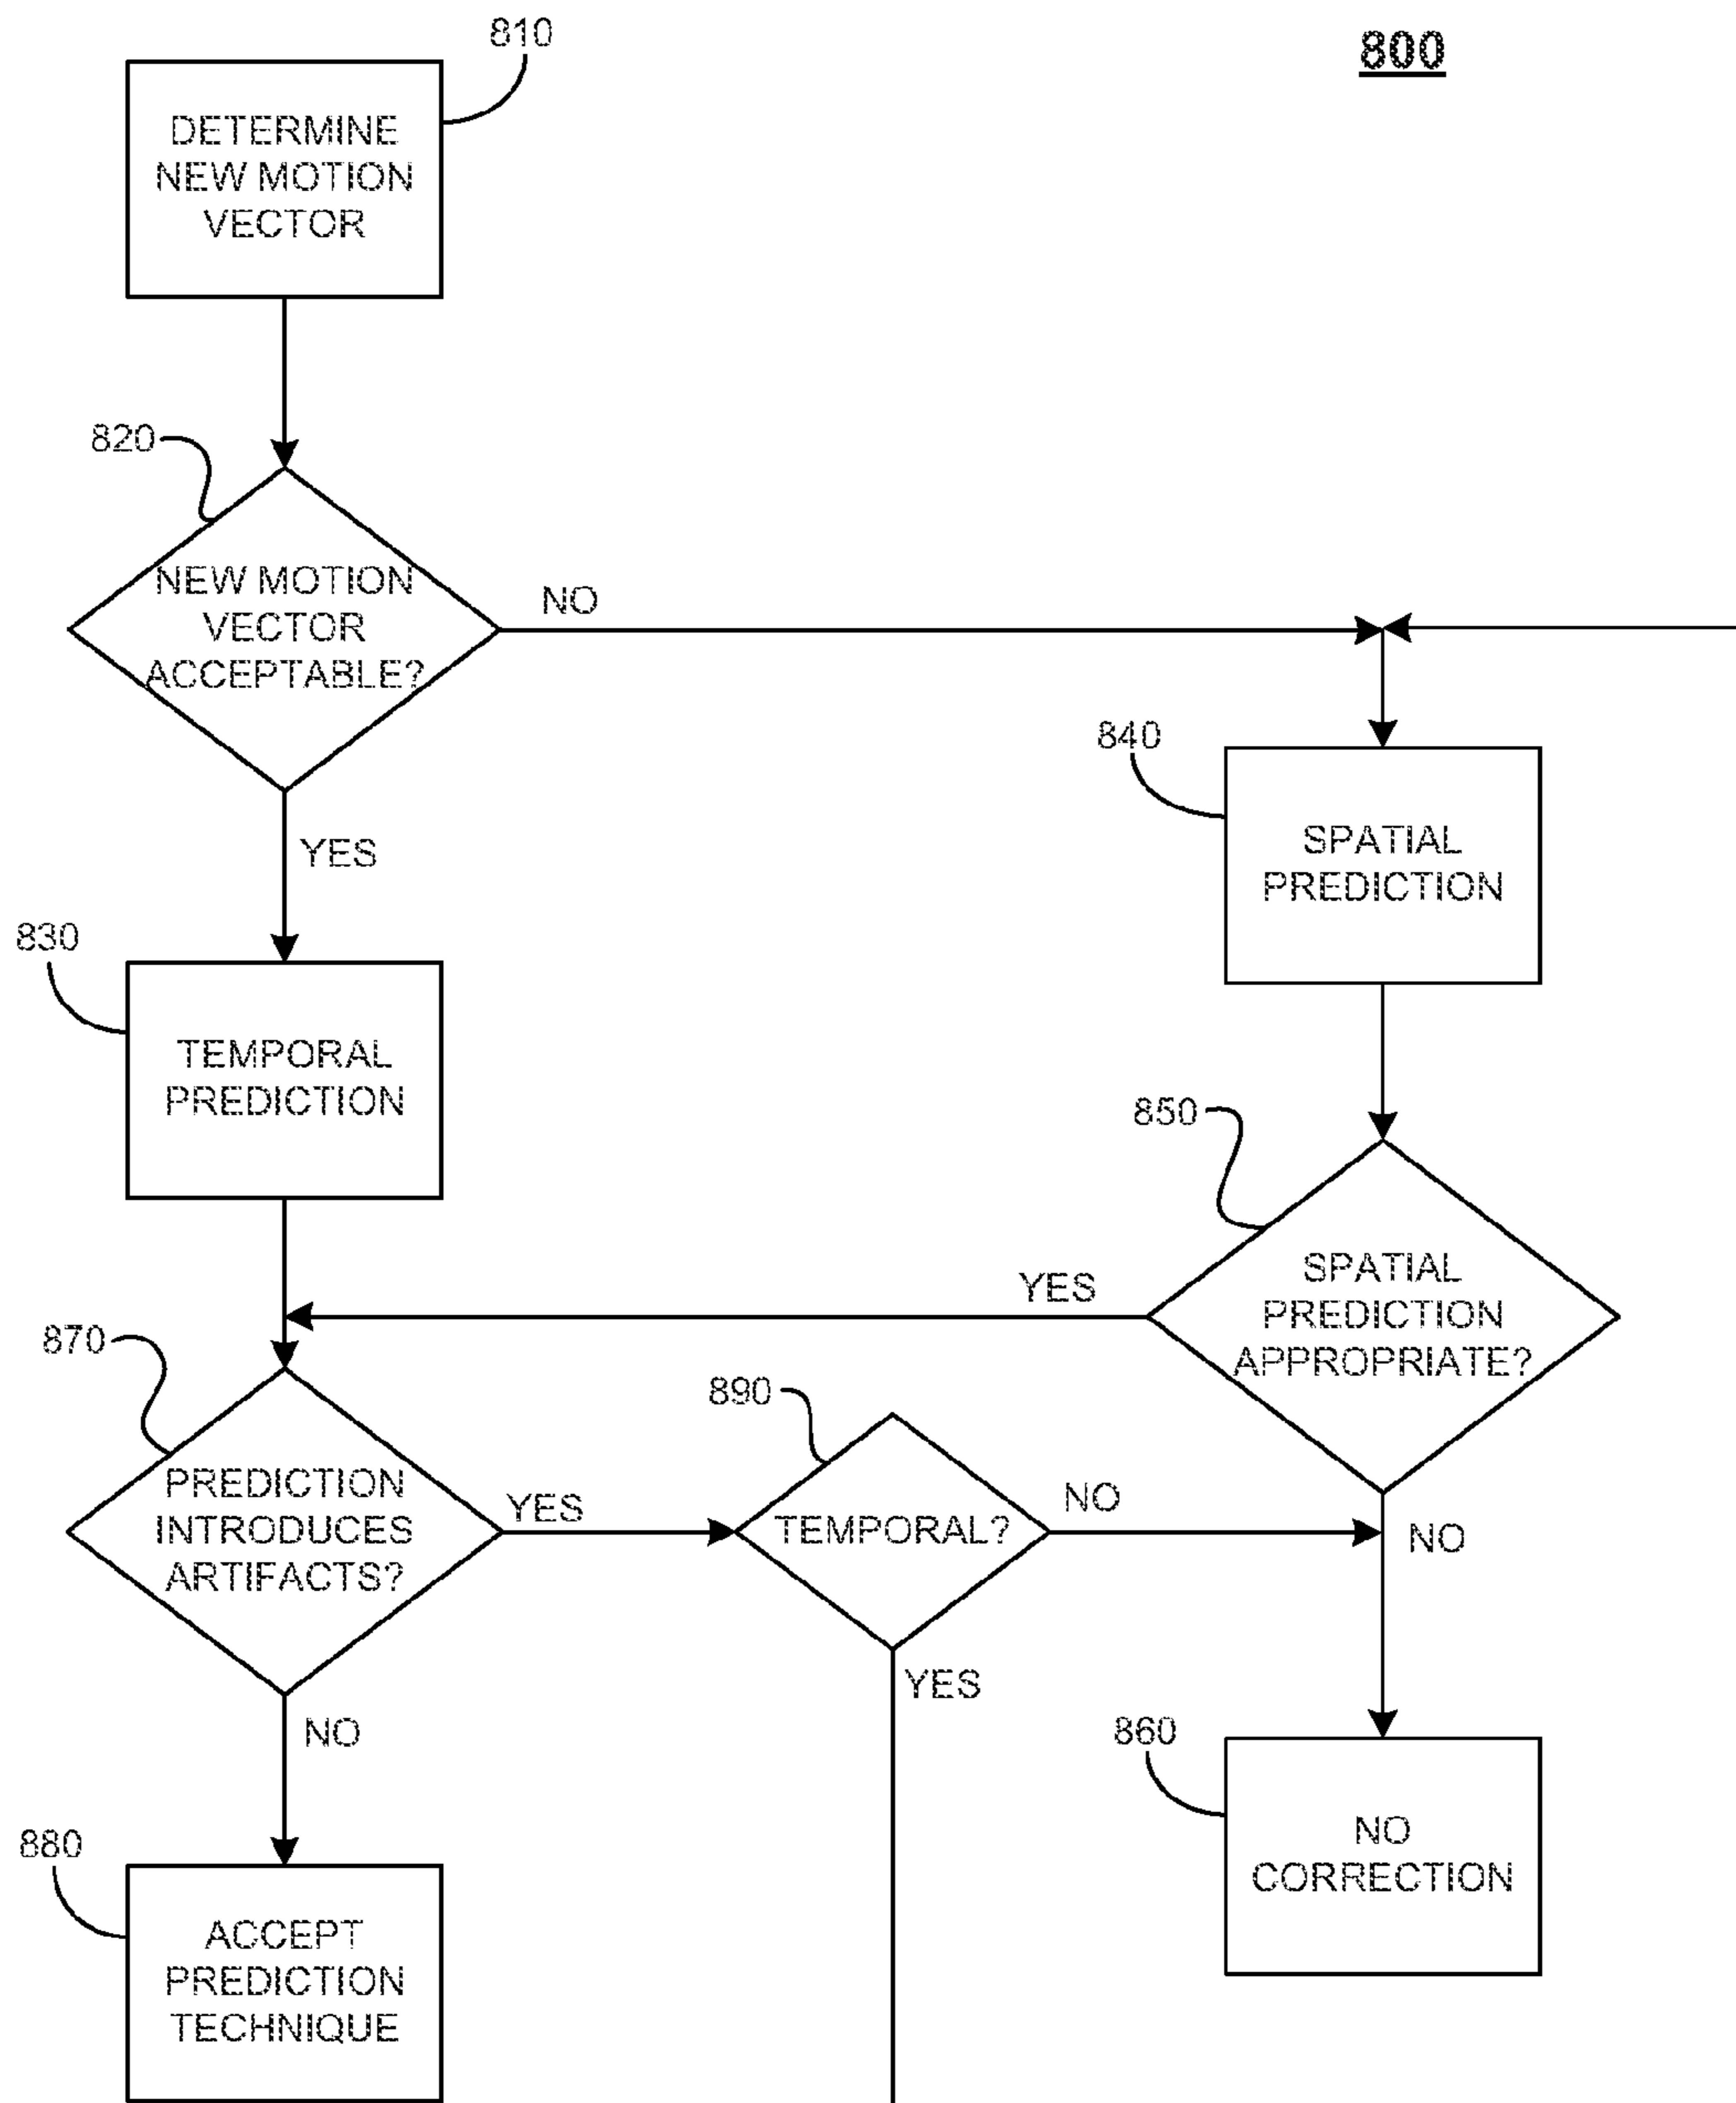 810
800
DETERMINE
NEW MOTION
VECTOR
820
NEW MOTION
VECTOR
ACCEPTABLE?
NO
YES
840
SPATIAL
PREDICTION
830
TEMPORAL
PREDICTION
850
SPATIAL
PREDICTION
APPROPRIATE?
YES
870
PREDICTION
INTRODUCES
ARTIFACTS?
YES
890
TEMPORAL?
NO
NO
YES
NO
860
NO
CORRECTION
880
ACCEPT
PREDICTION
TECHNIQUE